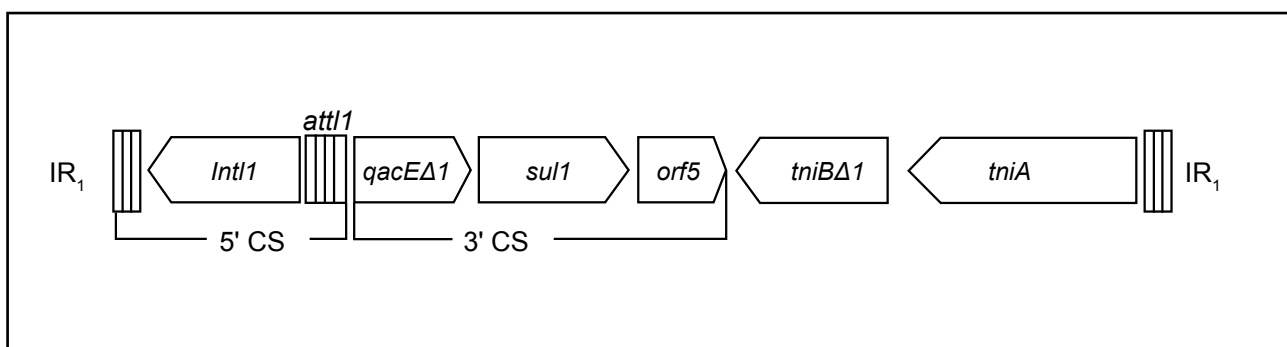 attI1
IR₁ IntI1 qacEΔ1 sul1 orf5 tniBΔ1 tniA IR₁
5' CS 3' CS